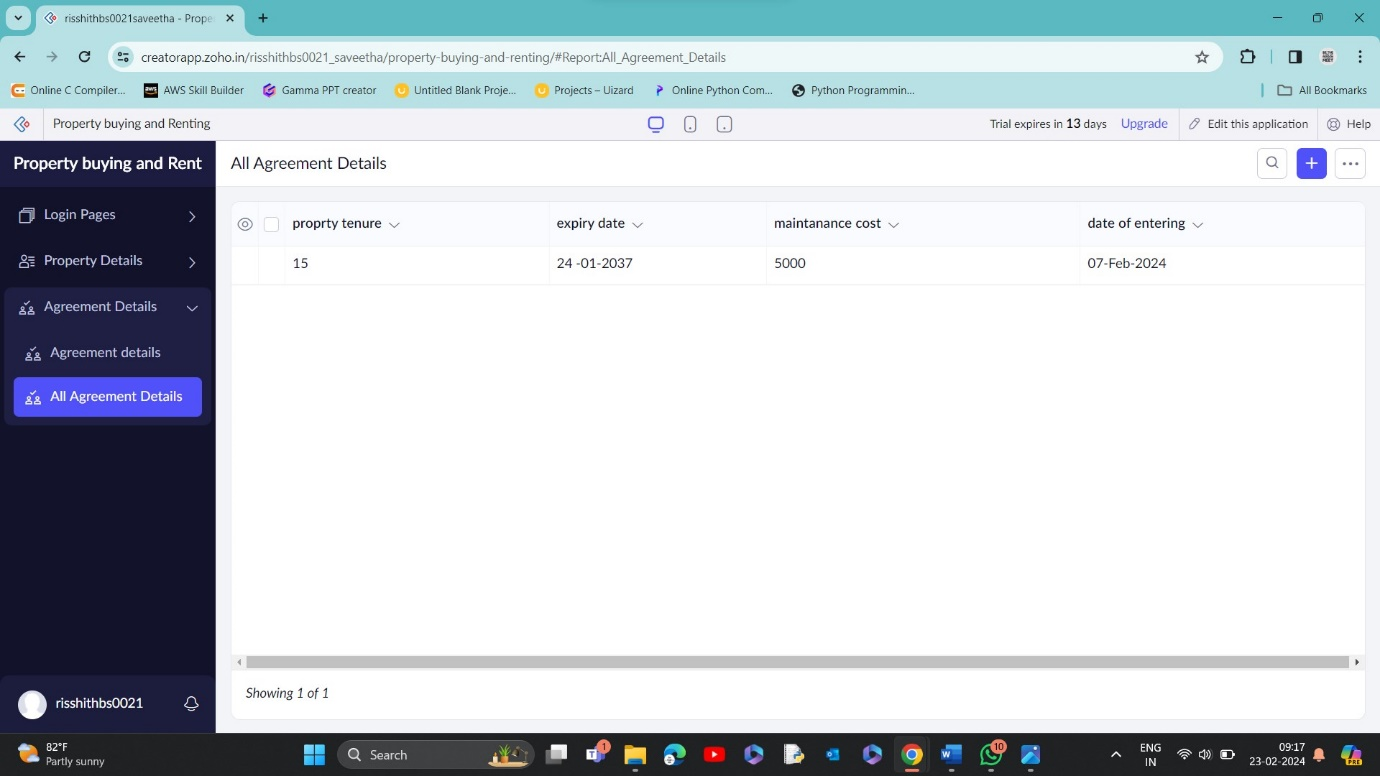 risshithbs0021saveetha - Prope
creatorapp.zoho.in/risshithbs0021_saveetha/property-buying-and-renting/#Report:All_Agreement_Details
Online C Compiler... AWS Skill Builder Gamma PPT creator Untitled Blank Proje... Projects – Uizard Online Python Com... Python Programmin... All Bookmarks
Property buying and Renting Trial expires in 13 days Upgrade Edit this application Help
Property buying and Rent
All Agreement Details
Login Pages
Property Details
Agreement Details
Agreement details
All Agreement Details
proprty tenure expiry date maintanance cost date of entering
15 24 -01-2037 5000 07-Feb-2024
Showing 1 of 1
risshithbs0021
82°F
Partly sunny
Search
1
10
ENG
IN
09:17
23-02-2024
PRE